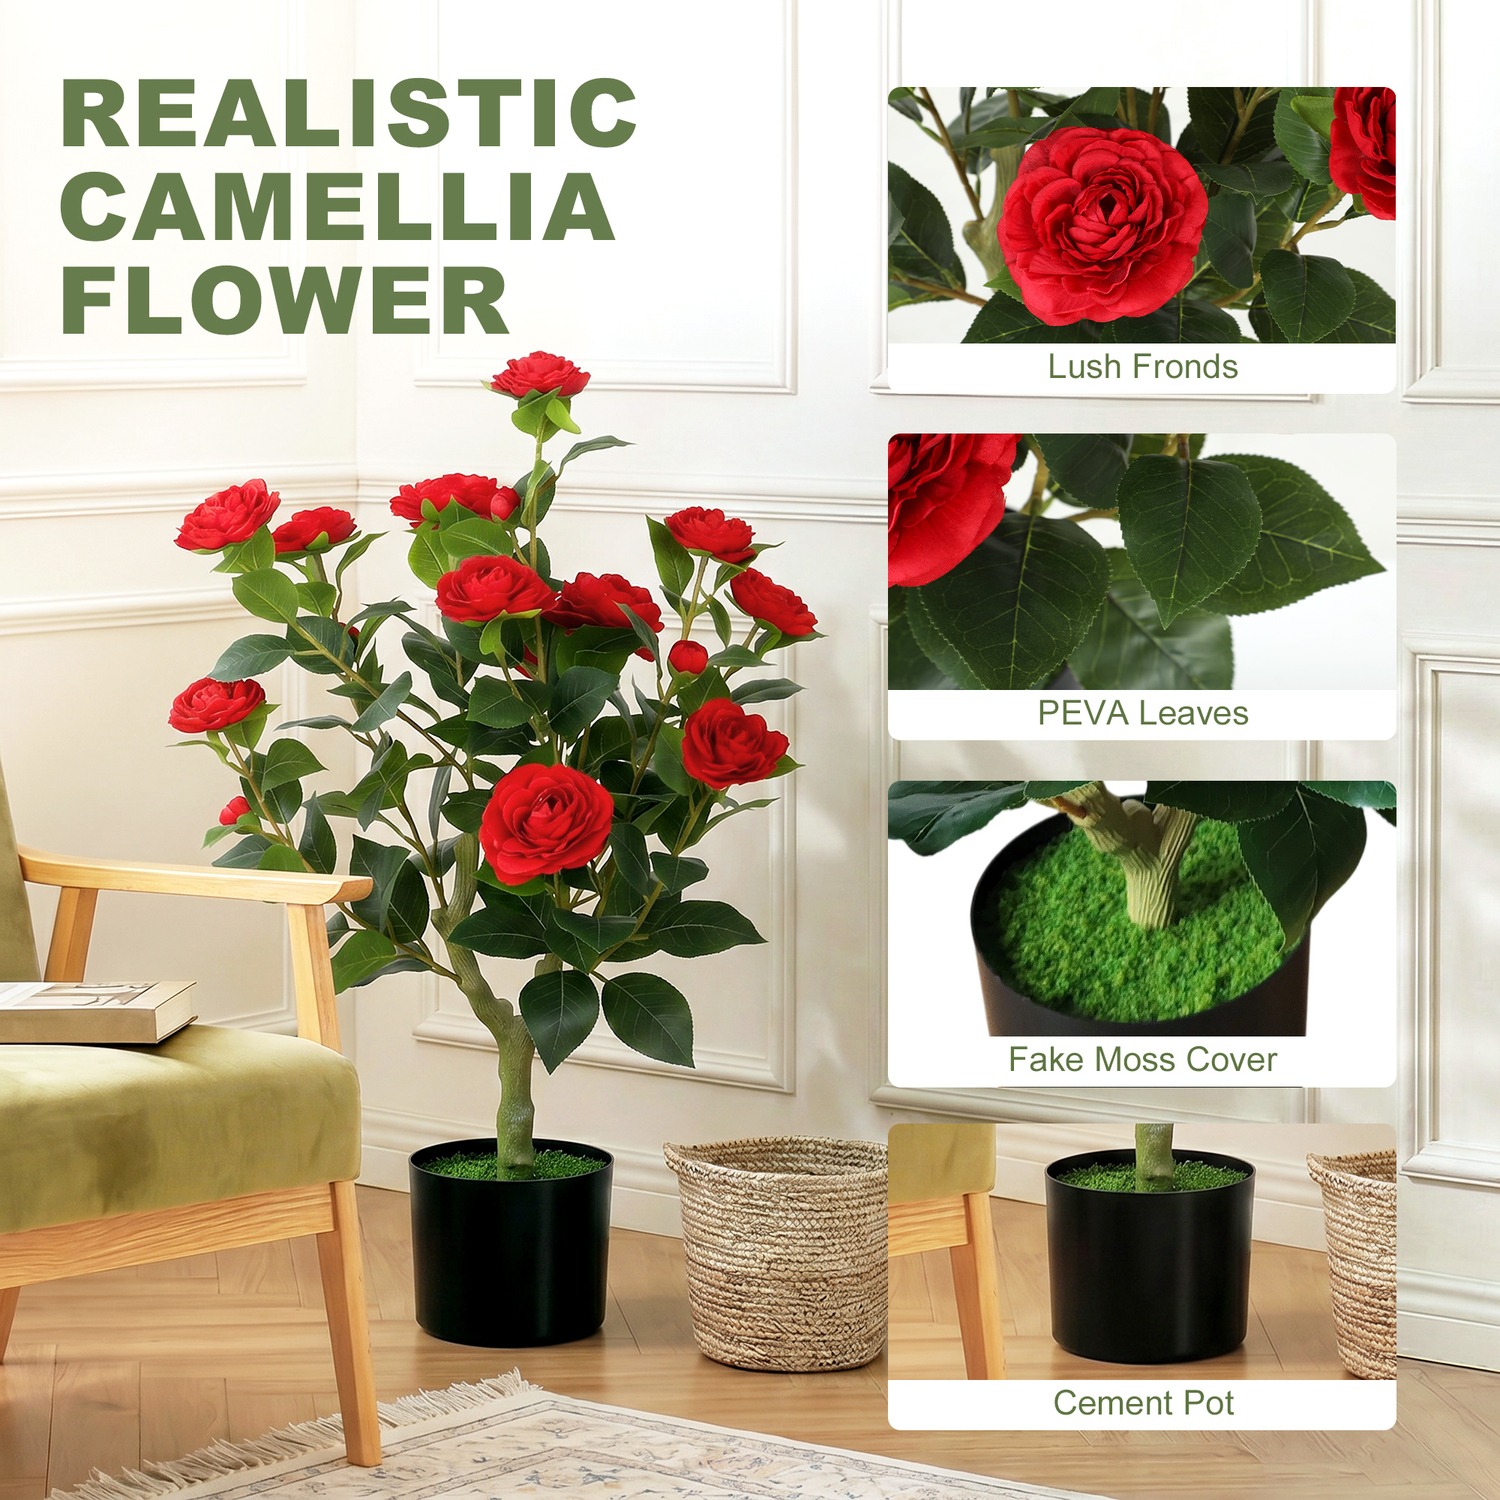 REALISTIC
CAMELLIA
FLOWER
Lush Fronds
PEVA Leaves
Fake Moss Cover
Cement Pot